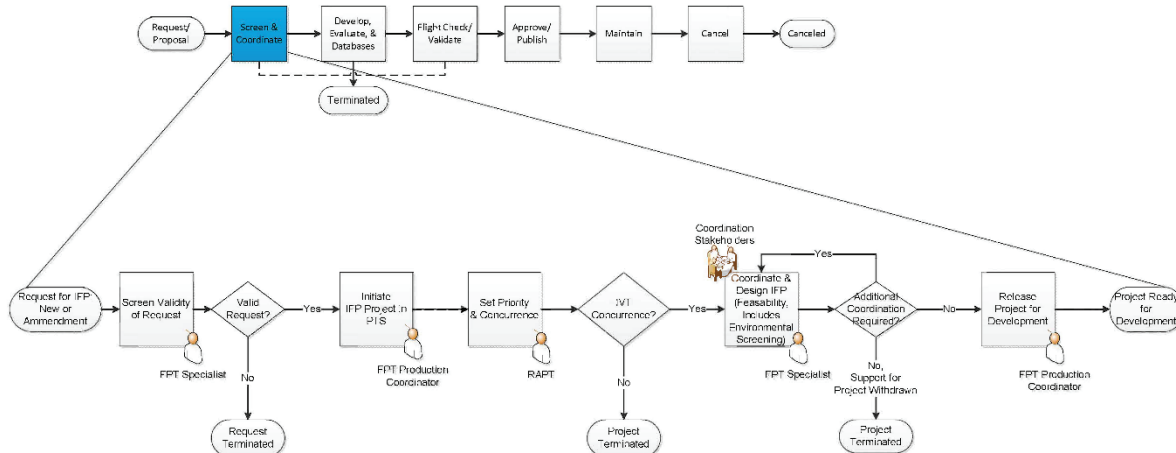 Request/
Proposal
Screen &
Coordinate
Develop,
Evaluate, &
Databases
Flight Check/
Validate
Approve/
Publish
Maintain
Cancel
Canceled
Terminated
Request for IFP:
New or
Ammendment
Screen Validity
of Request
FPT Specialist
Valid
Request?
Yes
No
Request
Terminated
Initiate
IFP Project in
FPT Production
Coordinator
Set Priority
& Concurrence
RAPT
Concurrence?
Yes
No
Project
Terminated
Coordination
Stakeholders
Coordinate &
Design IFP
(Feasability,
Includes
Environmental
Screening)
FPT Specialist
Yes
Additional
Coordination
Required?
No
No,
Support for
Project Withdrawn
Project
Terminated
Release
Project for
Development
FPT Production
Coordinator
Project Ready
for
Development